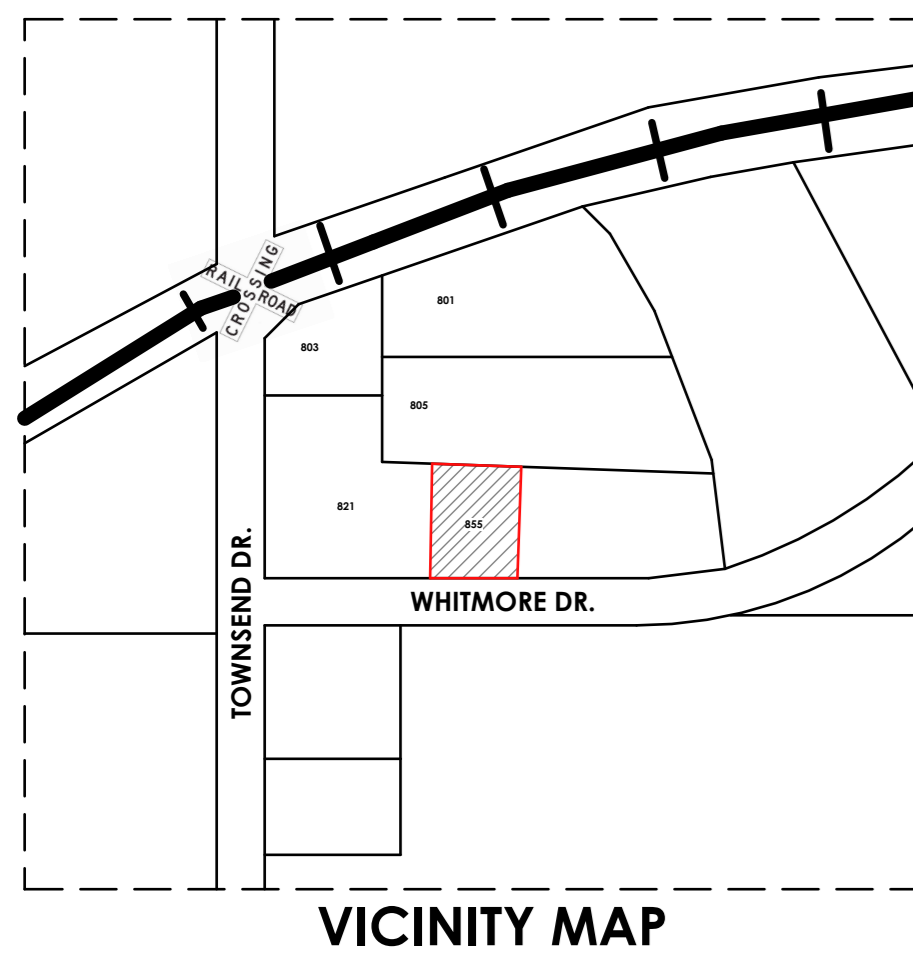 RAIL ROAD
CROSSING
801
803
805
821
855
TOWNSEND DR.
WHITMORE DR.
VICINITY MAP